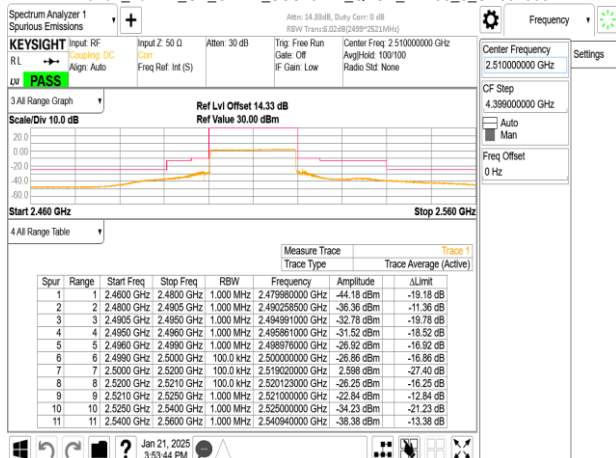 Spectrum Analyzer 1
Spurious Emissions
Attn: 14.33dB, Duty Corr: 0 dB
RBW Trans:6.02dB(2499~2521MHz)
Frequency
Settings
KEYSIGHT
RL
LXI
PASS
Input: RF
Coupling: DC
Align: Auto
Input Z: 50 Ω
Corr
Freq Ref: Int (S)
Atten: 30 dB
Trig: Free Run
Gate: Off
IF Gain: Low
Center Freq: 2.510000000 GHz
Avg|Hold: 100/100
Radio Std: None
Center Frequency
2.510000000 GHz
CF Step
4.399000000 GHz
Auto
Man
Freq Offset
0 Hz
3 All Range Graph
Scale/Div 10.0 dB
Ref Lvl Offset 14.33 dB
Ref Value 30.00 dBm
20.0
0.00
-20.0
-40.0
-60.0
Start 2.460 GHz
Stop 2.560 GHz
4 All Range Table
Measure Trace Trace 1
Trace Type Trace Average (Active)
Spur Range Start Freq Stop Freq RBW Frequency Amplitude ΔLimit
1 1 2.4600 GHz 2.4800 GHz 1.000 MHz 2.479980000 GHz -44.18 dBm -19.18 dB
2 2 2.4800 GHz 2.4905 GHz 1.000 MHz 2.490258500 GHz -36.36 dBm -11.36 dB
3 3 2.4905 GHz 2.4950 GHz 1.000 MHz 2.494991000 GHz -32.78 dBm -19.78 dB
4 4 2.4950 GHz 2.4960 GHz 1.000 MHz 2.495861000 GHz -31.52 dBm -18.52 dB
5 5 2.4960 GHz 2.4990 GHz 1.000 MHz 2.498976000 GHz -26.92 dBm -16.92 dB
6 6 2.4990 GHz 2.5000 GHz 100.0 kHz 2.500000000 GHz -26.86 dBm -16.86 dB
7 7 2.5000 GHz 2.5200 GHz 100.0 kHz 2.519020000 GHz 2.598 dBm -27.40 dB
8 8 2.5200 GHz 2.5210 GHz 100.0 kHz 2.520123000 GHz -26.25 dBm -16.25 dB
9 9 2.5210 GHz 2.5250 GHz 1.000 MHz 2.521000000 GHz -22.84 dBm -12.84 dB
10 10 2.5250 GHz 2.5400 GHz 1.000 MHz 2.525000000 GHz -34.23 dBm -21.23 dB
11 11 2.5400 GHz 2.5600 GHz 1.000 MHz 2.540940000 GHz -38.38 dBm -13.38 dB
Jan 21, 2025
3:53:44 PM